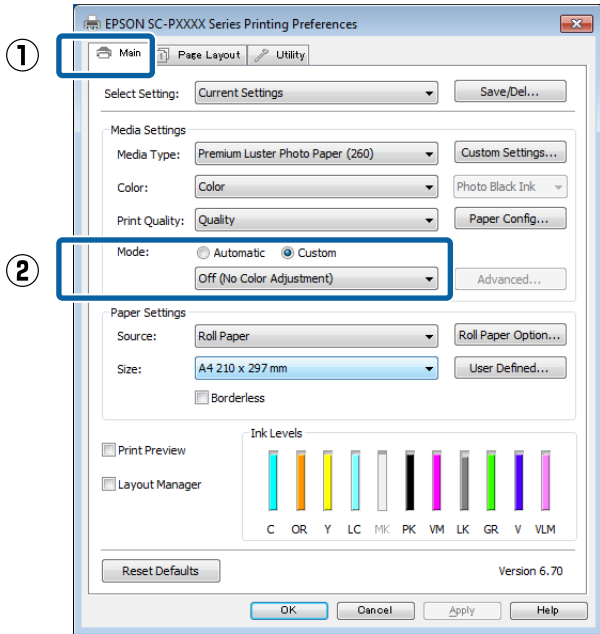 EPSON SC-PXXXX Series Printing Preferences
①
Main
Page Layout
Utility
Select Setting: Current Settings Save/Del...
Media Settings
Media Type: Premium Luster Photo Paper (260) Custom Settings...
Color: Color Photo Black Ink
Print Quality: Quality Paper Config...
②
Mode: Automatic Custom
Off (No Color Adjustment) Advanced...
Paper Settings
Source: Roll Paper Roll Paper Option...
Size: A4 210 x 297 mm User Defined...
Borderless
Ink Levels
Print Preview
Layout Manager
C OR Y LC MK PK VM LK GR V VLM
Reset Defaults Version 6.70
OK Cancel Apply Help